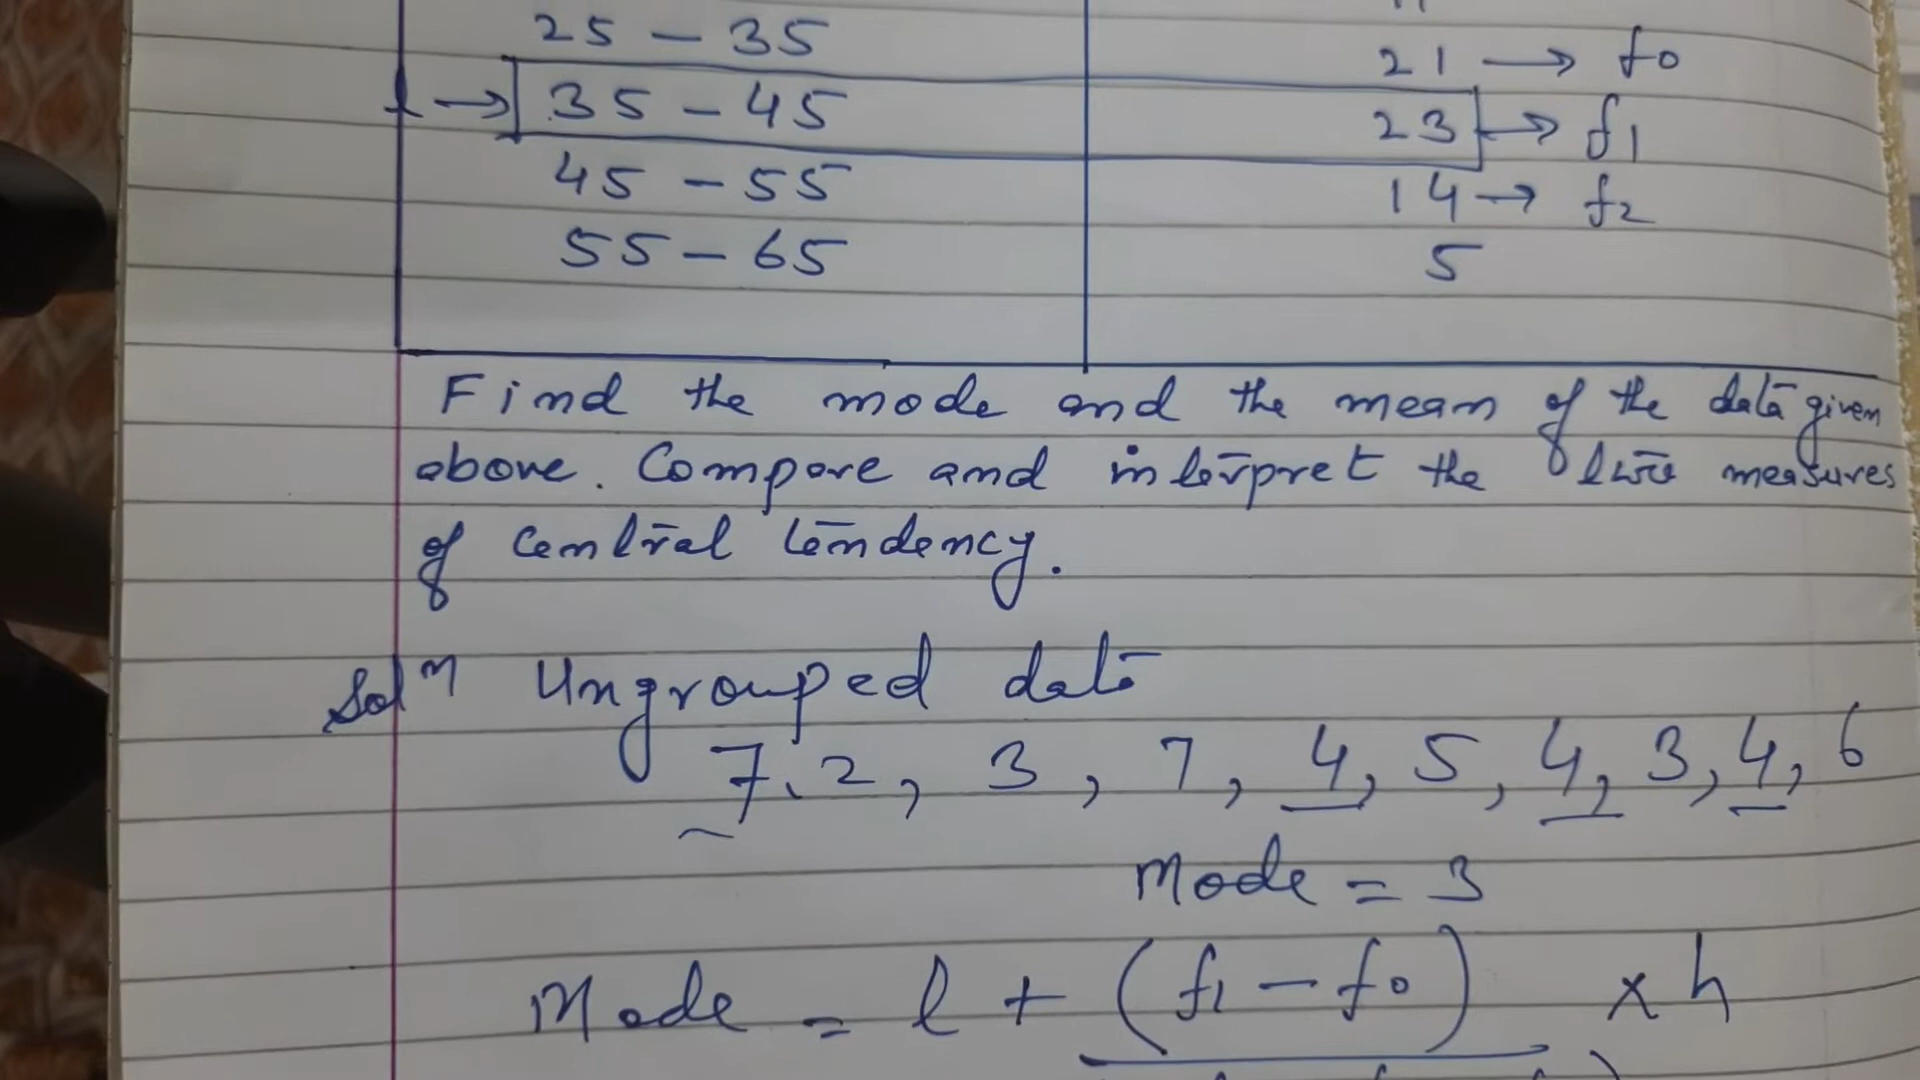 25 - 35 21 → f0
l → 35 - 45 23 → f1
45 - 55 14 → f2
55 - 65 5
Find the mode and the mean of the data given
above. Compare and interpret the two measures
of central tendency.
Solⁿ Ungrouped data
7, 2, 3, 7, 4, 5, 4, 3, 4, 6
Mode = 3
Mode = l + (f1 - f0) × h